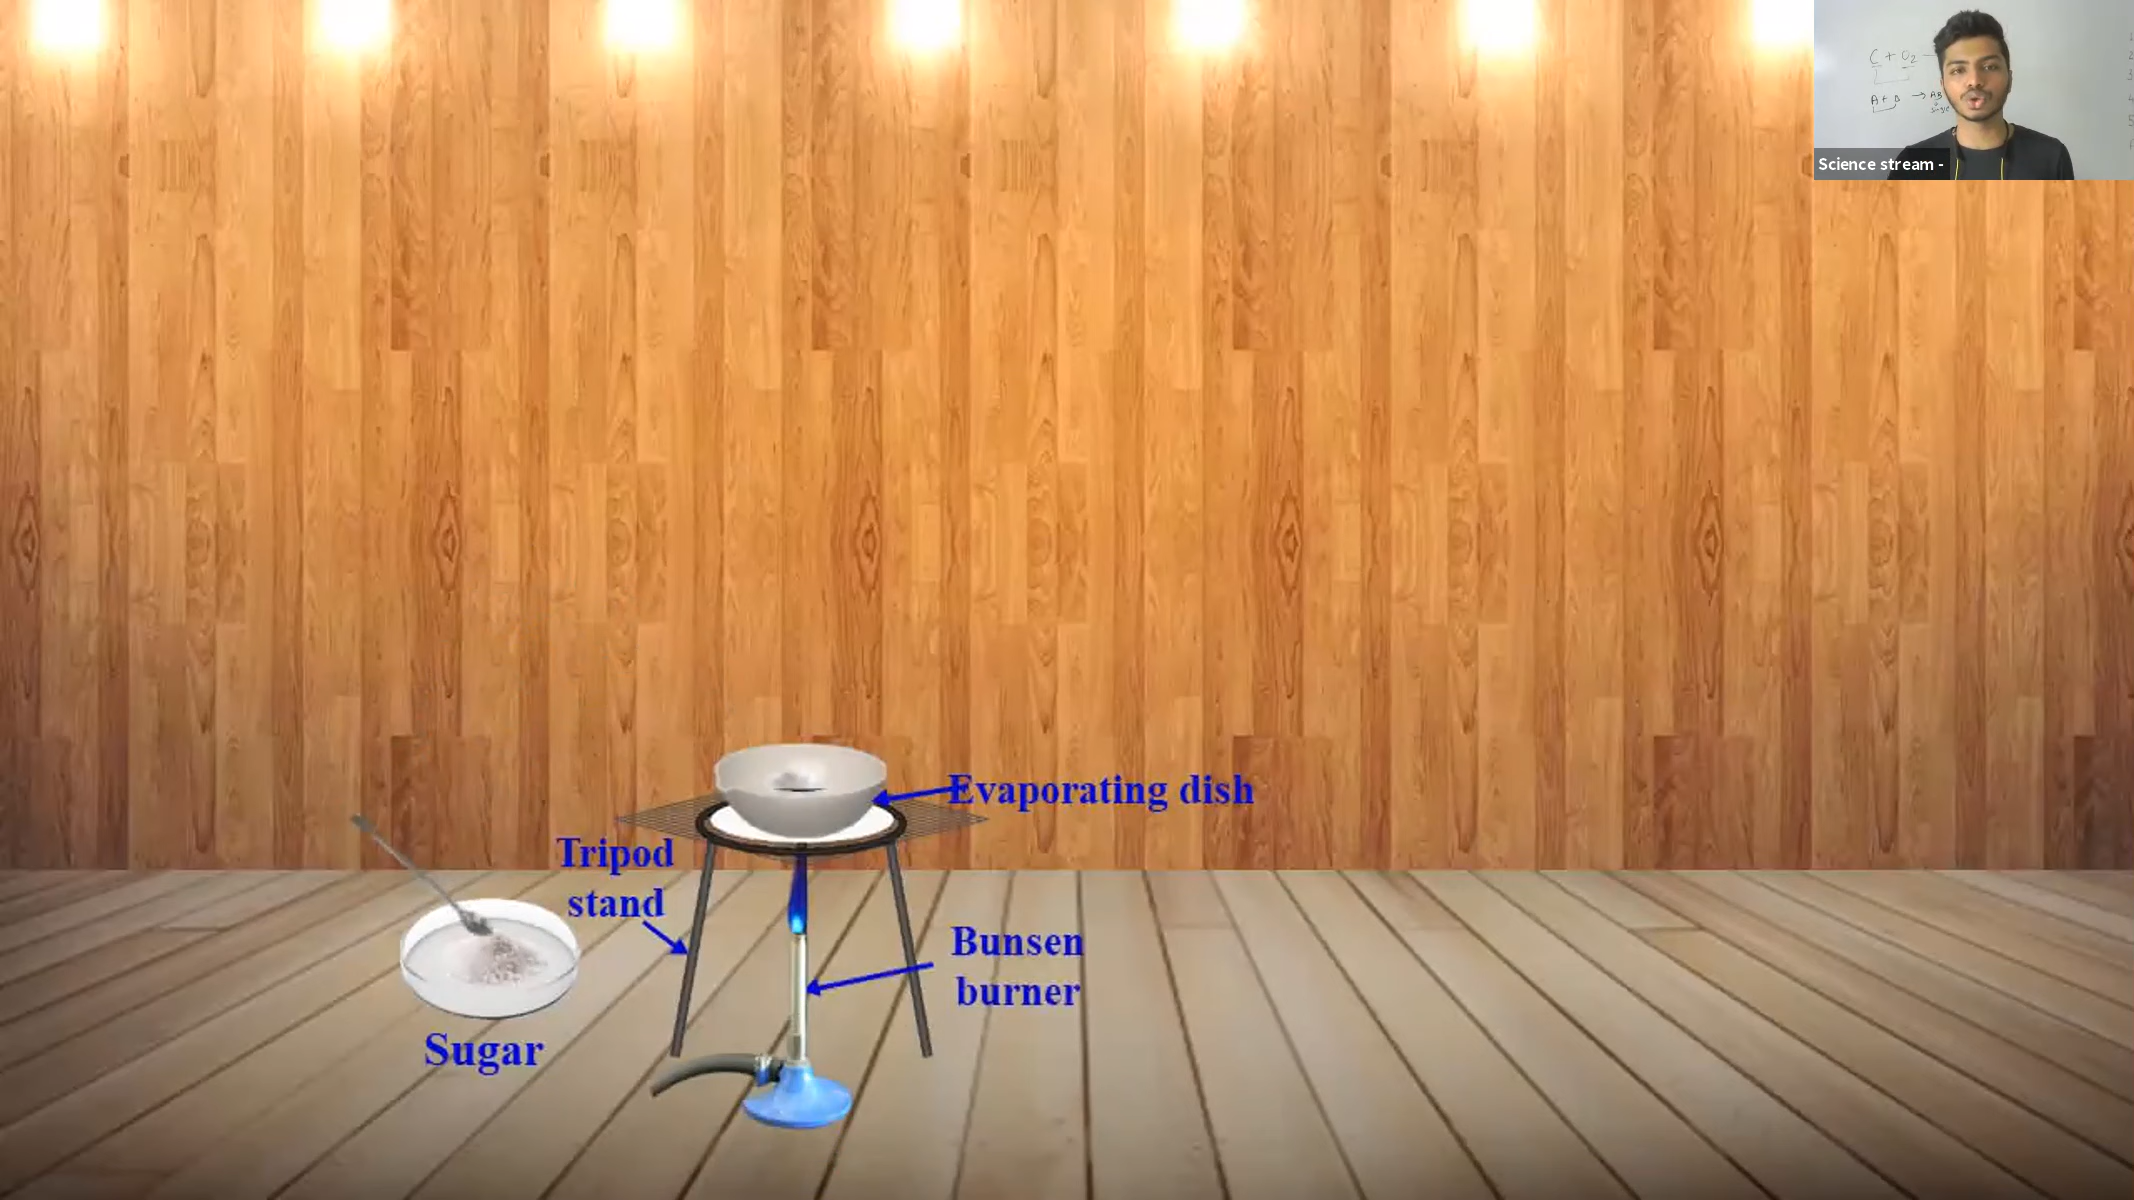 C + O2
A + B → AB
Science stream -
Evaporating dish
Tripod
stand
Bunsen
burner
Sugar